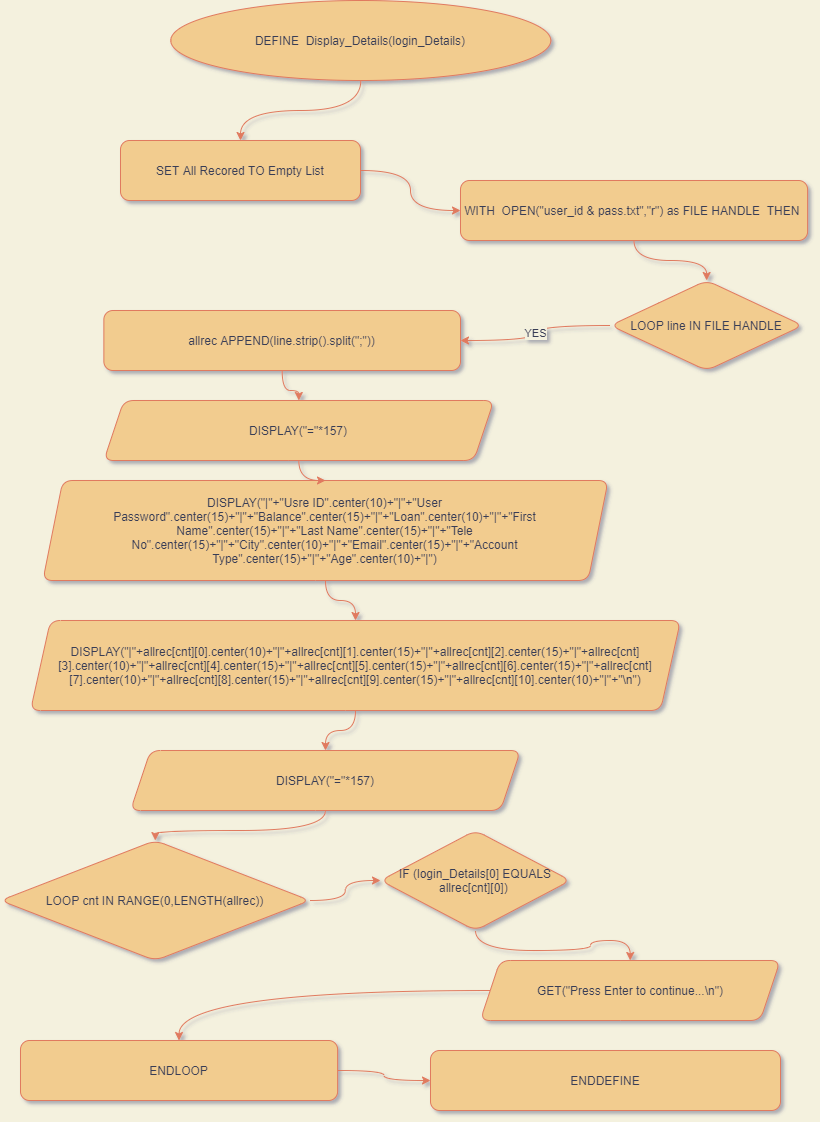 DEFINE  Display_Details(login_Details)
SET All Recored TO Empty List
WITH  OPEN("user_id & pass.txt","r") as FILE HANDLE  THEN
LOOP line IN FILE HANDLE
YES
allrec APPEND(line.strip().split(";"))
DISPLAY("="*157)
DISPLAY("|"+"Usre ID".center(10)+"|"+"User
Password".center(15)+"|"+"Balance".center(15)+"|"+"Loan".center(10)+"|"+"First
Name".center(15)+"|"+"Last Name".center(15)+"|"+"Tele
No".center(15)+"|"+"City".center(10)+"|"+"Email".center(15)+"|"+"Account
Type".center(15)+"|"+"Age".center(10)+"|")
DISPLAY("|"+allrec[cnt][0].center(10)+"|"+allrec[cnt][1].center(15)+"|"+allrec[cnt][2].center(15)+"|"+allrec[cnt]
[3].center(10)+"|"+allrec[cnt][4].center(15)+"|"+allrec[cnt][5].center(15)+"|"+allrec[cnt][6].center(15)+"|"+allrec[cnt]
[7].center(10)+"|"+allrec[cnt][8].center(15)+"|"+allrec[cnt][9].center(15)+"|"+allrec[cnt][10].center(10)+"|"+"\n")
DISPLAY("="*157)
LOOP cnt IN RANGE(0,LENGTH(allrec))
IF (login_Details[0] EQUALS
allrec[cnt][0])
GET("Press Enter to continue...\n")
ENDLOOP
ENDDEFINE